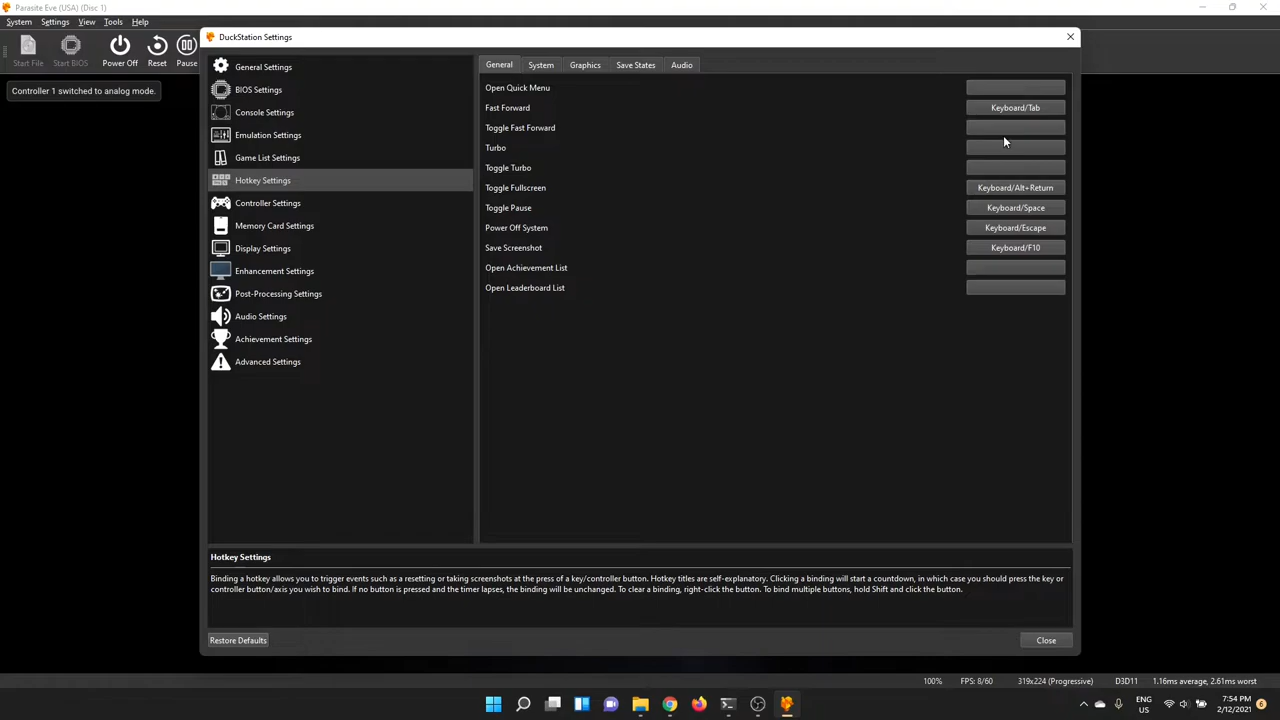 Parasite Eve (USA) (Disc 1)
System Settings View Tools Help
Start File Start BIOS Power Off Reset Pause
Controller 1 switched to analog mode.
DuckStation Settings
General Settings
BIOS Settings
Console Settings
Emulation Settings
Game List Settings
Hotkey Settings
Controller Settings
Memory Card Settings
Display Settings
Enhancement Settings
Post-Processing Settings
Audio Settings
Achievement Settings
Advanced Settings
General System Graphics Save States Audio
Open Quick Menu
Fast Forward Keyboard/Tab
Toggle Fast Forward
Turbo
Toggle Turbo
Toggle Fullscreen Keyboard/Alt+Return
Toggle Pause Keyboard/Space
Power Off System Keyboard/Escape
Save Screenshot Keyboard/F10
Open Achievement List
Open Leaderboard List
Hotkey Settings
Binding a hotkey allows you to trigger events such as a resetting or taking screenshots at the press of a key/controller button. Hotkey titles are self-explanatory. Clicking a binding will start a countdown, in which case you should press the key or
controller button/axis you wish to bind. If no button is pressed and the timer lapses, the binding will be unchanged. To clear a binding, right-click the button. To bind multiple buttons, hold Shift and click the button.
Restore Defaults Close
100% FPS: 8/60 319x224 (Progressive) D3D11 1.16ms average, 2.61ms worst
ENG
US
7:54 PM
2/12/2021
6